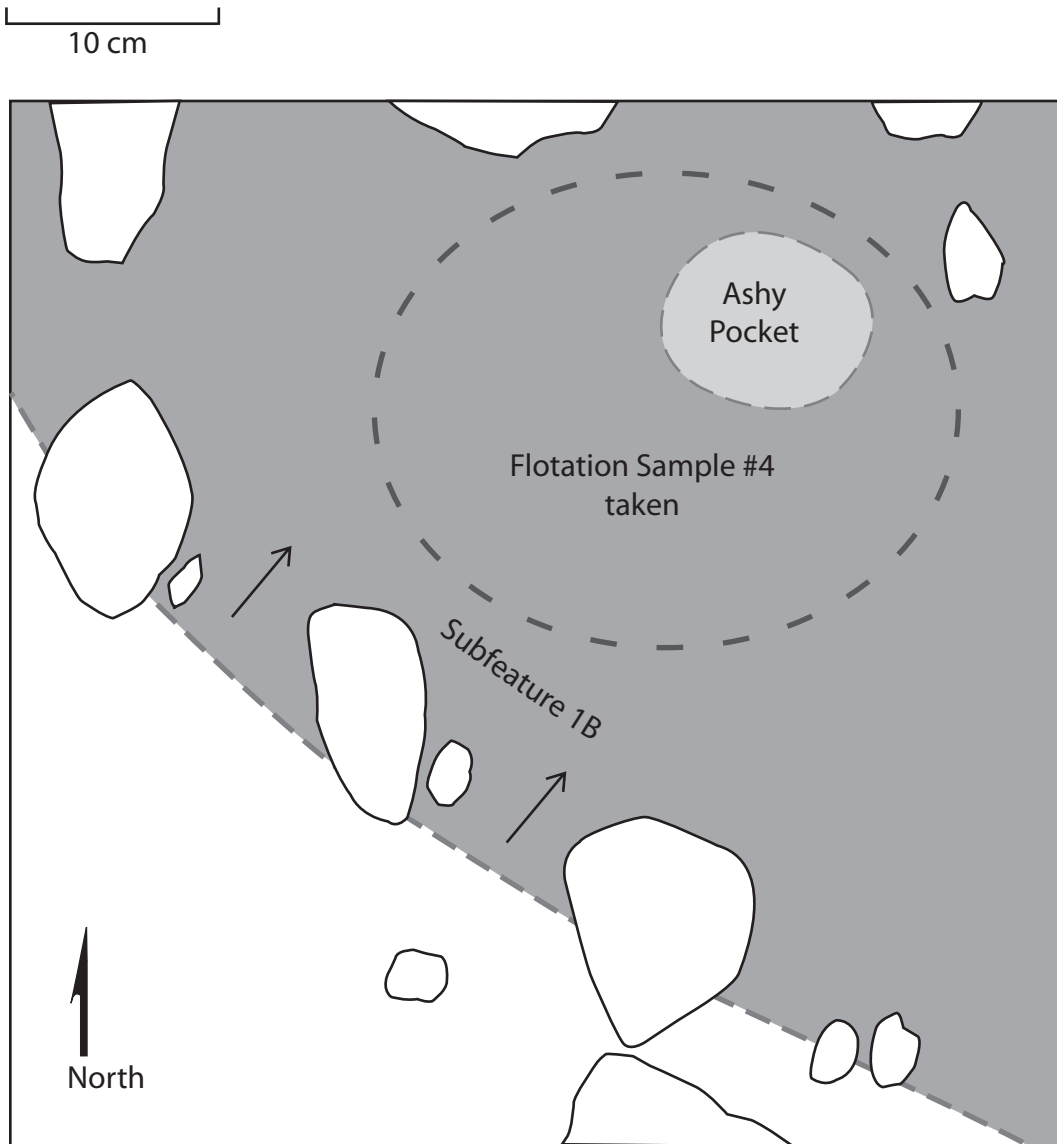 10 cm
Ashy
Pocket
Flotation Sample #4
taken
Subfeature 1B
North